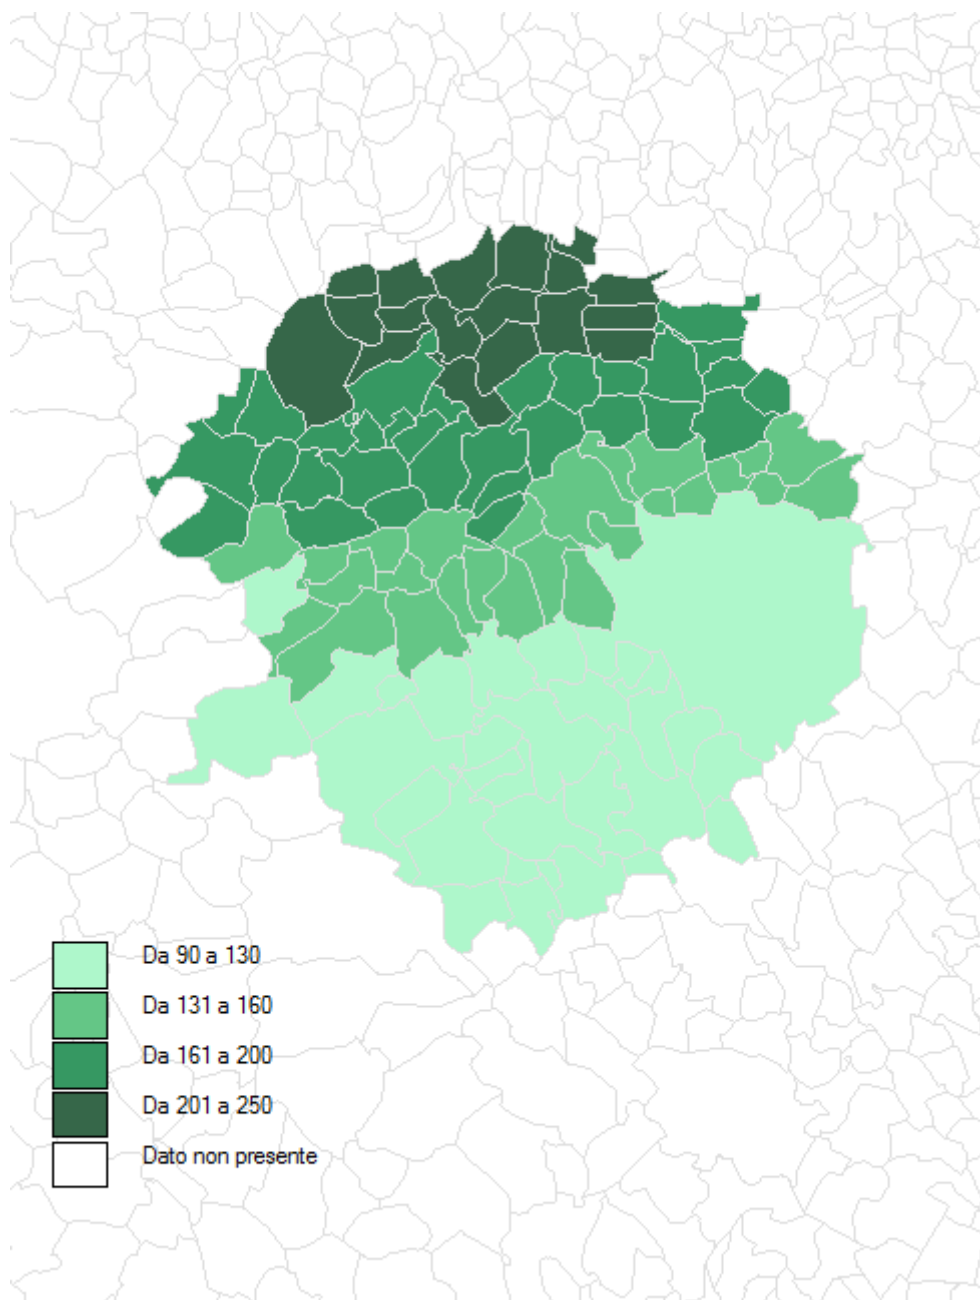 Da 90 a 130
Da 131 a 160
Da 161 a 200
Da 201 a 250
Dato non presente